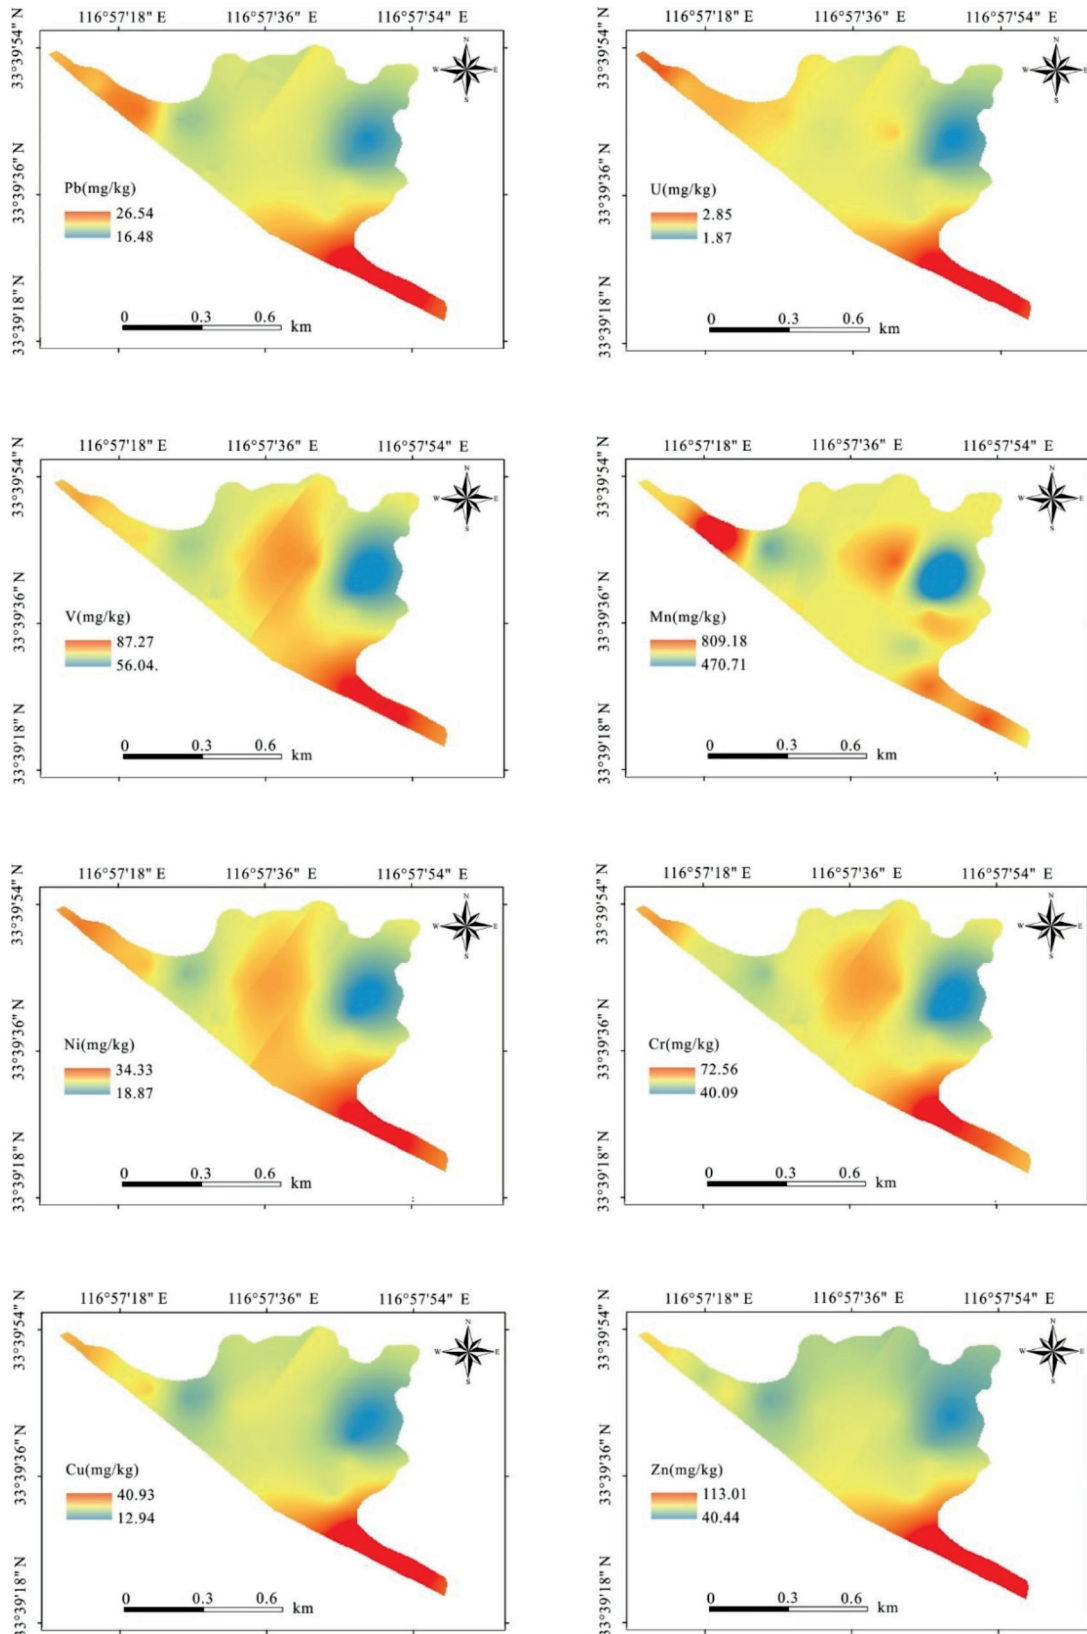 116°57'18" E 116°57'36" E 116°57'54" E
33°39'54" N
33°39'36" N
33°39'18" N
N
W E
S
Pb(mg/kg)
26.54
16.48
0 0.3 0.6 km
116°57'18" E 116°57'36" E 116°57'54" E
33°39'54" N
33°39'36" N
33°39'18" N
N
W E
S
U(mg/kg)
2.85
1.87
0 0.3 0.6 km
116°57'18" E 116°57'36" E 116°57'54" E
33°39'54" N
33°39'36" N
33°39'18" N
N
W E
S
V(mg/kg)
87.27
56.04.
0 0.3 0.6 km
116°57'18" E 116°57'36" E 116°57'54" E
33°39'54" N
33°39'36" N
33°39'18" N
N
W E
S
Mn(mg/kg)
809.18
470.71
0 0.3 0.6 km
116°57'18" E 116°57'36" E 116°57'54" E
33°39'54" N
33°39'36" N
33°39'18" N
N
W E
S
Ni(mg/kg)
34.33
18.87
0 0.3 0.6 km
116°57'18" E 116°57'36" E 116°57'54" E
33°39'54" N
33°39'36" N
33°39'18" N
N
W E
S
Cr(mg/kg)
72.56
40.09
0 0.3 0.6 km
116°57'18" E 116°57'36" E 116°57'54" E
33°39'54" N
33°39'36" N
33°39'18" N
N
W E
S
Cu(mg/kg)
40.93
12.94
0 0.3 0.6 km
116°57'18" E 116°57'36" E 116°57'54" E
33°39'54" N
33°39'36" N
33°39'18" N
N
W E
S
Zn(mg/kg)
113.01
40.44
0 0.3 0.6 km